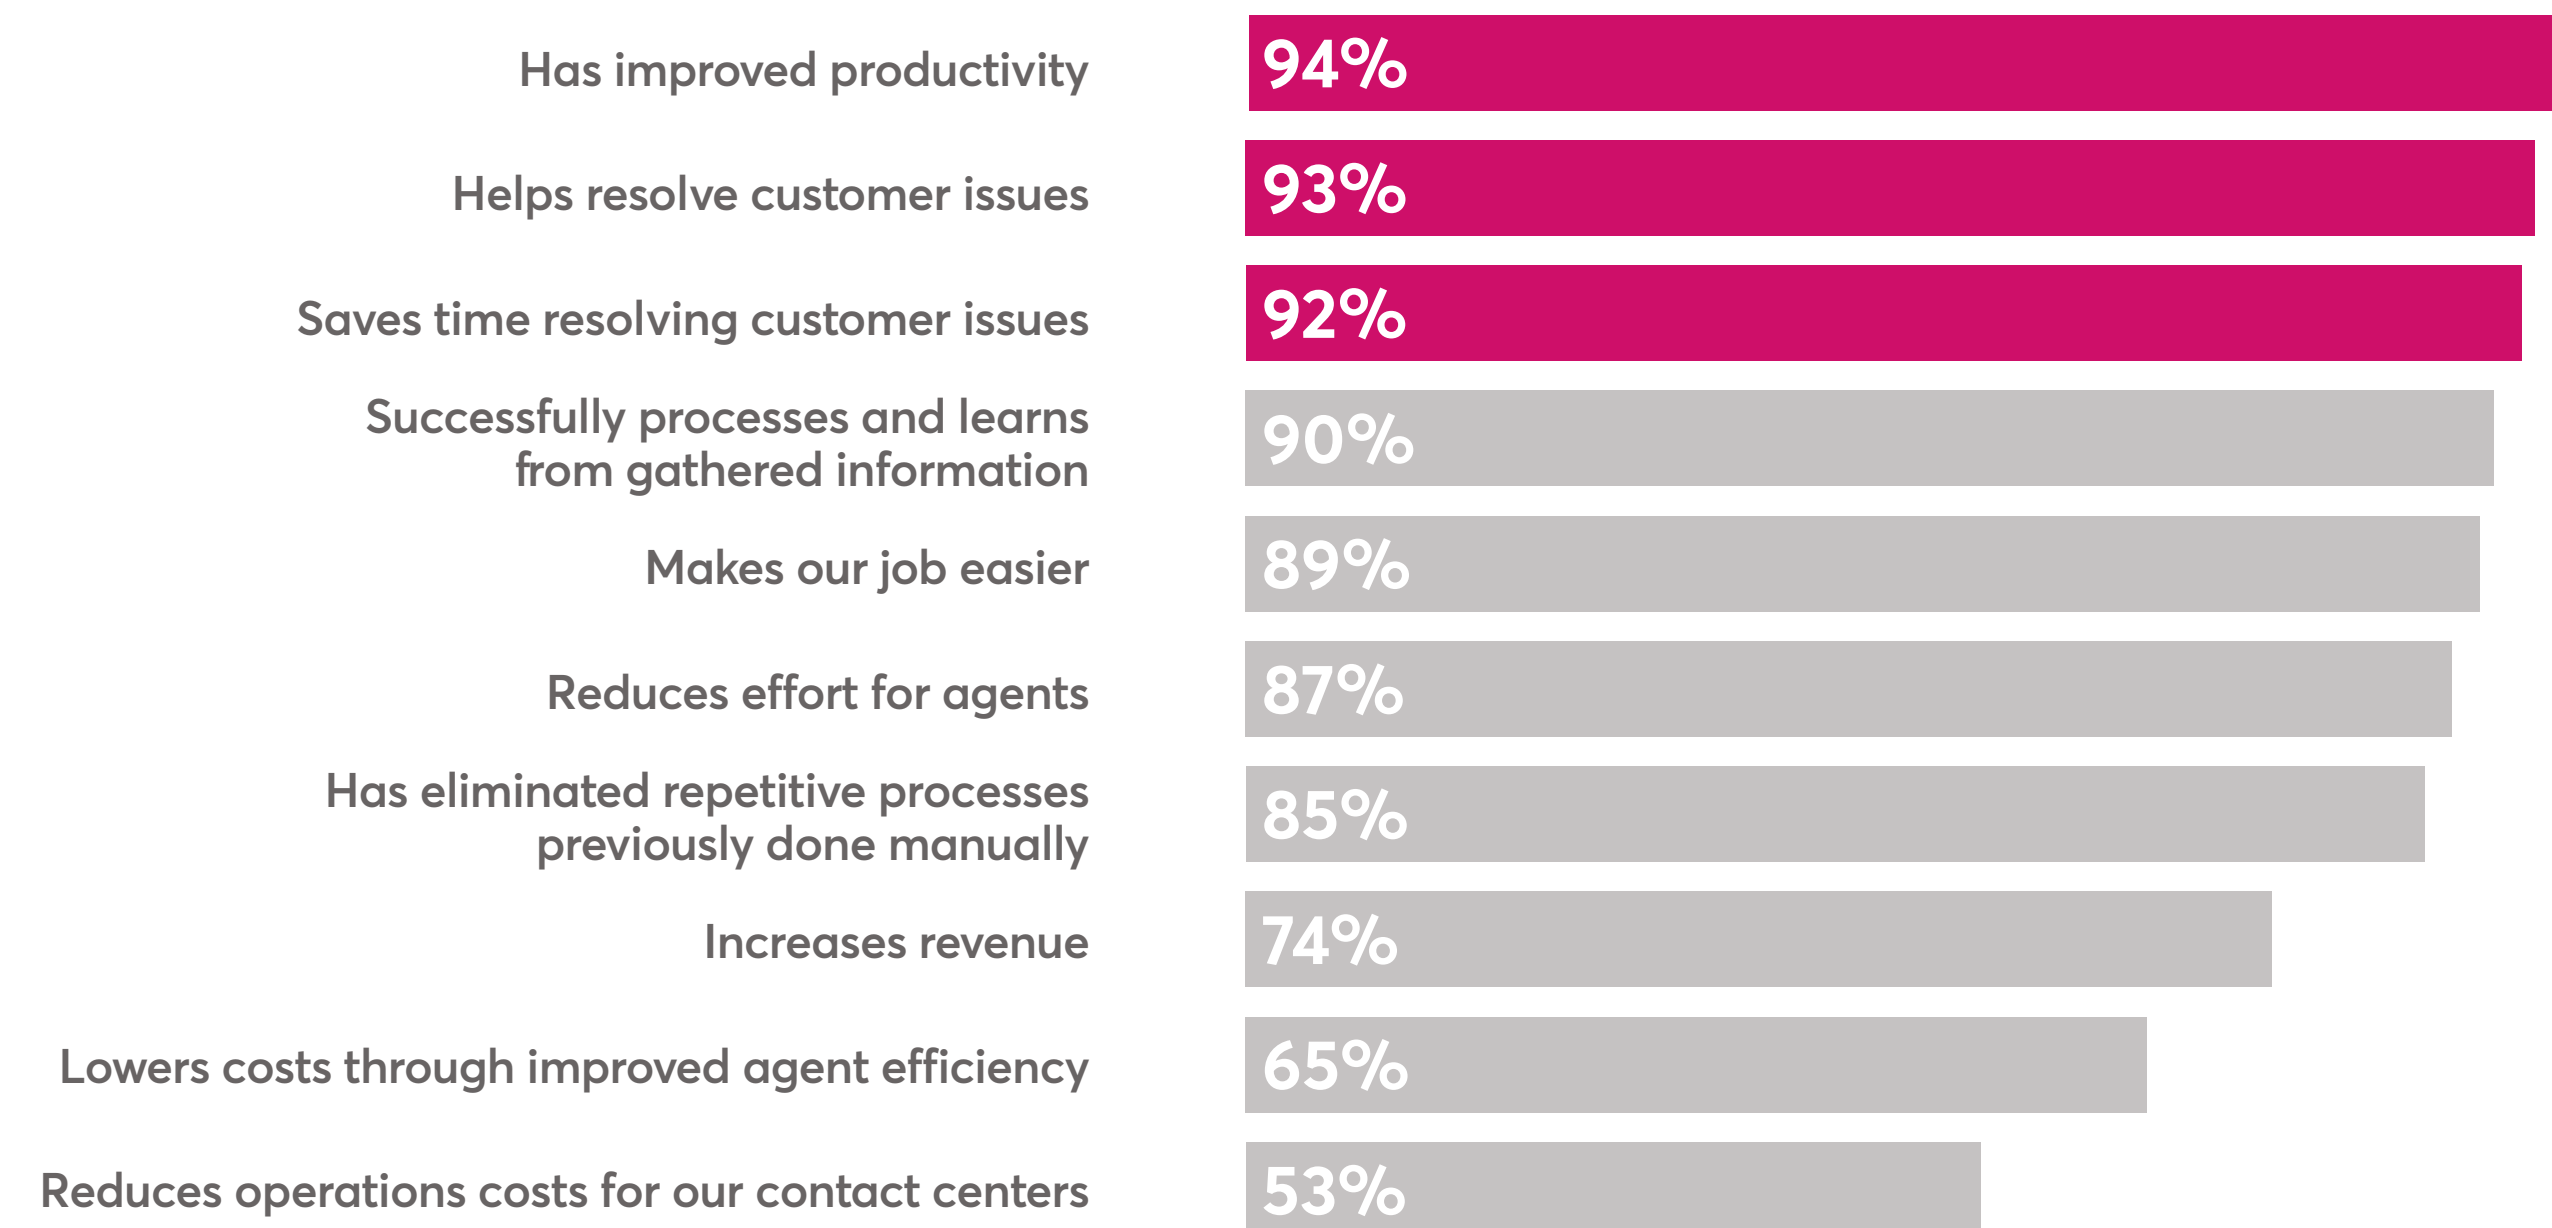 Has improved productivity 94%
Helps resolve customer issues 93%
Saves time resolving customer issues 92%
Successfully processes and learns
from gathered information 90%
Makes our job easier 89%
Reduces effort for agents 87%
Has eliminated repetitive processes
previously done manually 85%
Increases revenue 74%
Lowers costs through improved agent efficiency 65%
Reduces operations costs for our contact centers 53%